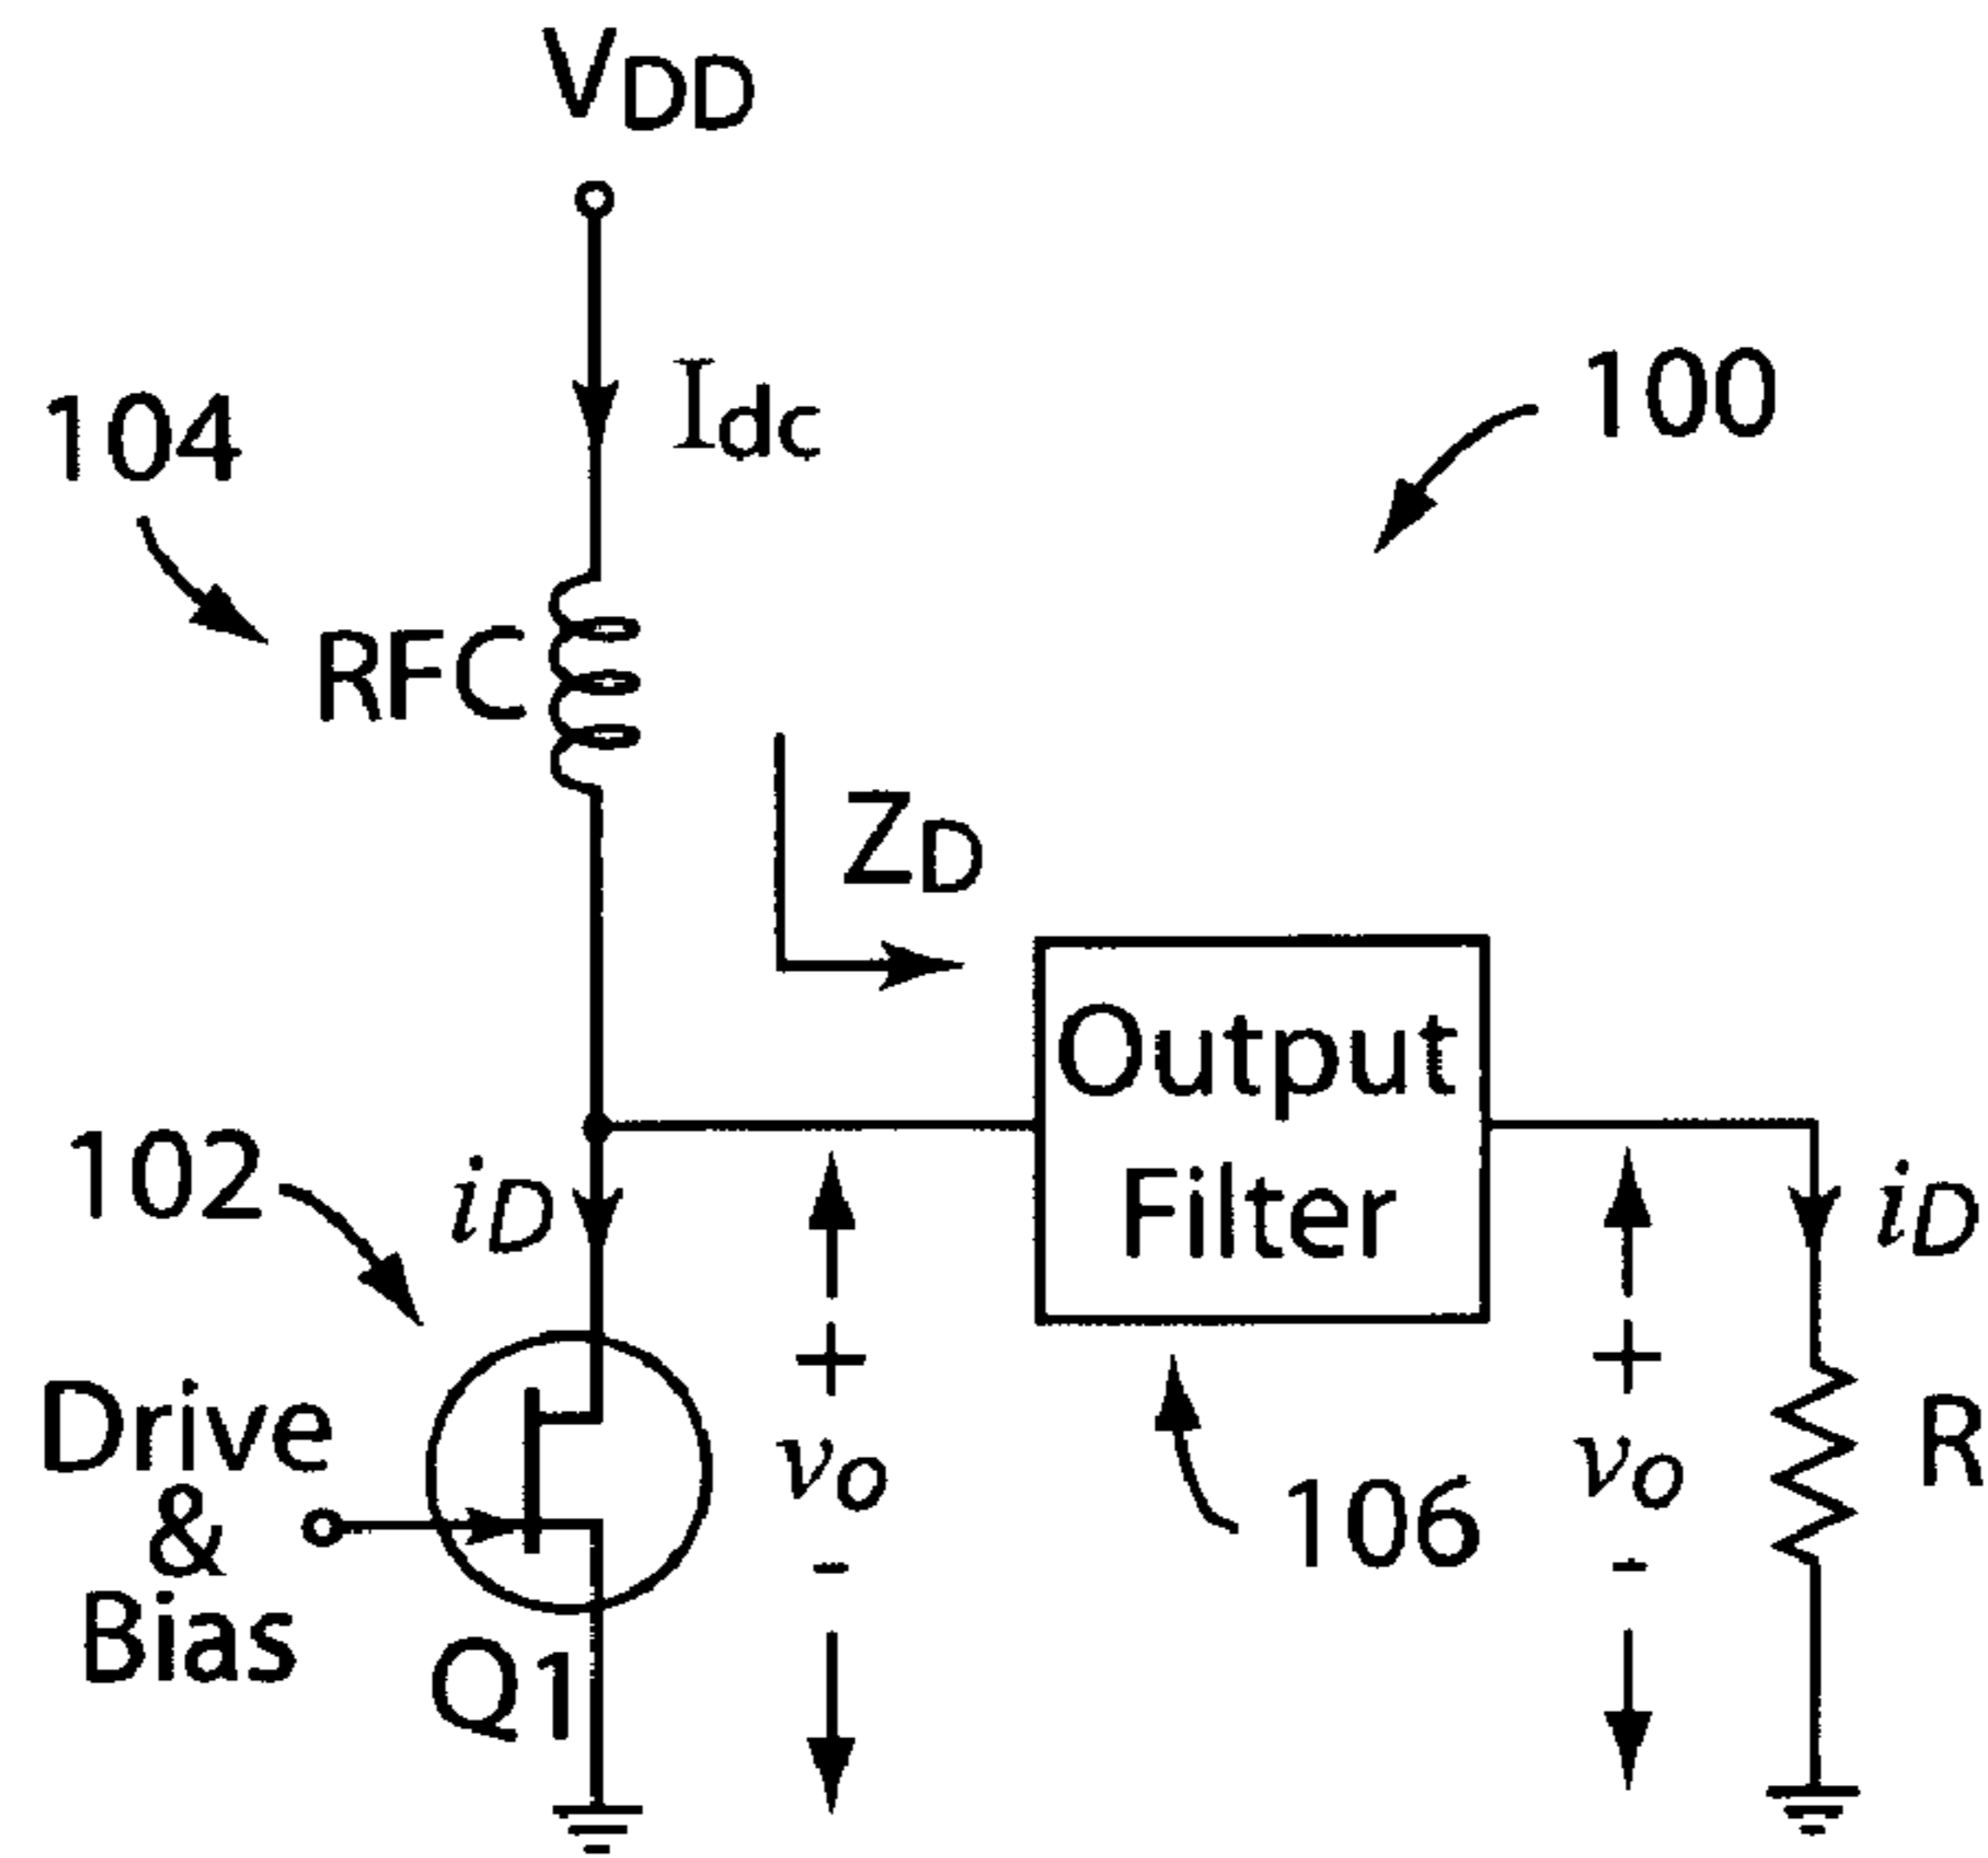 VDD
Idc
100
104
RFC
ZD
Output
Filter
102
iD
iD
+
+
Drive
&
Bias
vo
vo
R
-
-
106
Q1